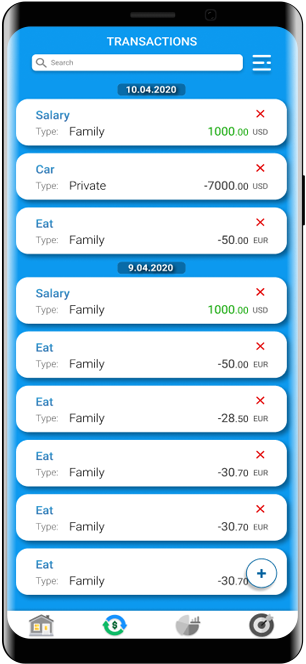 TRANSACTIONS
Search
10.04.2020
Salary
Type: Family 1000.00 USD
Car
Type: Private -7000.00 USD
Eat
Type: Family -50.00 EUR
9.04.2020
Salary
Type: Family 1000.00 USD
Eat
Type: Family -50.00 EUR
Eat
Type: Family -28.50 EUR
Eat
Type: Family -30.70 EUR
Eat
Type: Family -30.70 EUR
Eat
Type: Family -30.70
+
$